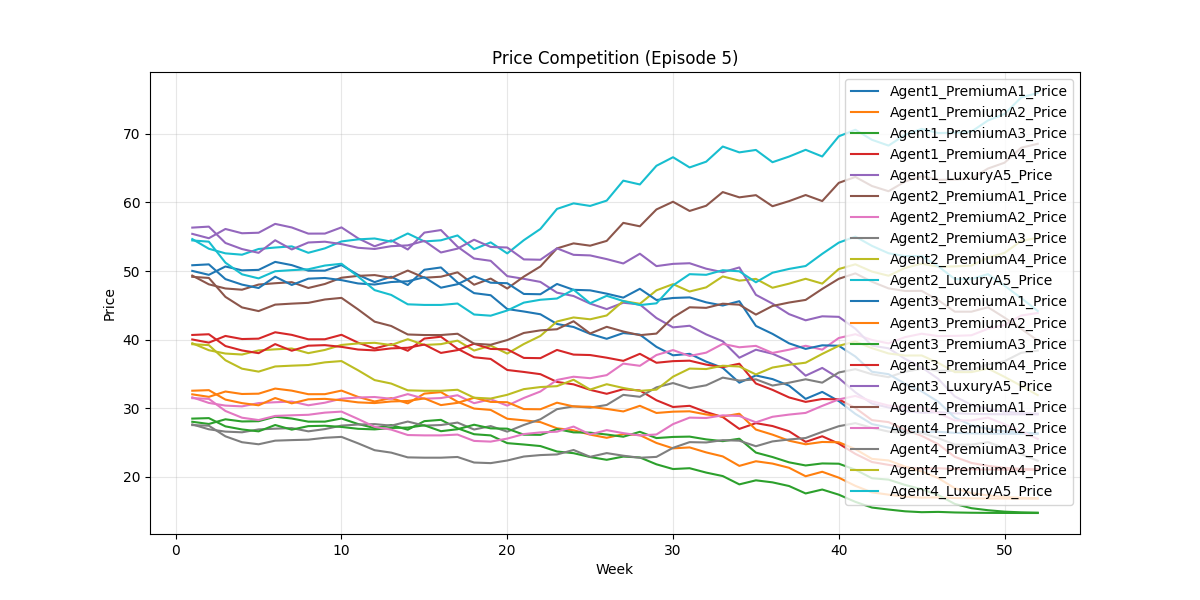 Price Competition (Episode 5)
Price
70
60
50
40
30
20
0
10
20
30
40
50
Week
Agent1_PremiumA1_Price
Agent1_PremiumA2_Price
Agent1_PremiumA3_Price
Agent1_PremiumA4_Price
Agent1_LuxuryA5_Price
Agent2_PremiumA1_Price
Agent2_PremiumA2_Price
Agent2_PremiumA3_Price
Agent2_PremiumA4_Price
Agent2_LuxuryA5_Price
Agent3_PremiumA1_Price
Agent3_PremiumA2_Price
Agent3_PremiumA3_Price
Agent3_PremiumA4_Price
Agent3_LuxuryA5_Price
Agent4_PremiumA1_Price
Agent4_PremiumA2_Price
Agent4_PremiumA3_Price
Agent4_PremiumA4_Price
Agent4_LuxuryA5_Price